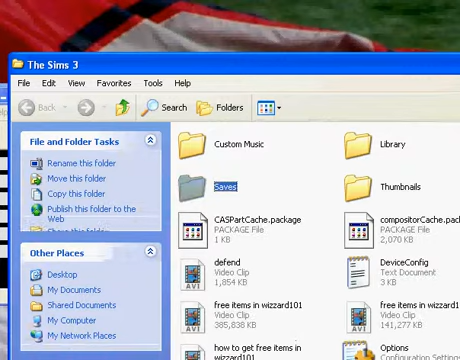 The Sims 3
File Edit View Favorites Tools Help
Back Search Folders
File and Folder Tasks
Rename this folder
Move this folder
Copy this folder
Publish this folder to the
Web
Share this folder
Other Places
Desktop
My Documents
Shared Documents
My Computer
My Network Places
Custom Music
Library
Saves
Thumbnails
CASPartCache.package
PACKAGE File
1 KB
compositorCache.pac
PACKAGE File
2,070 KB
defend
Video Clip
1,854 KB
DeviceConfig
Text Document
3 KB
free items in wizzard101
Video Clip
385,838 KB
free items in wizzard1
Video Clip
141,277 KB
how to get free items in
wizzard101
Options
Configuration Settings